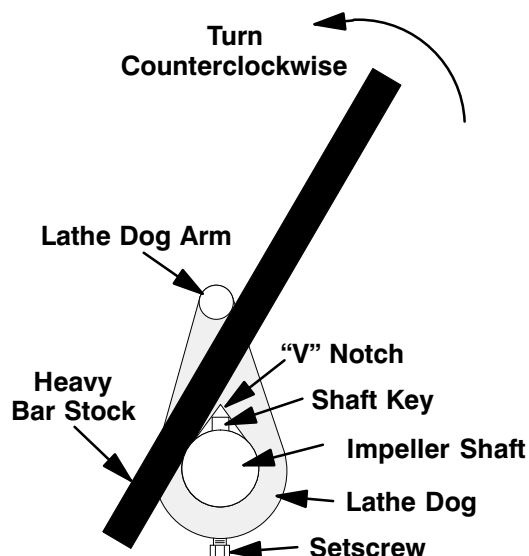 Turn
Counterclockwise
Lathe Dog Arm
“V” Notch
Heavy
Bar Stock
Shaft Key
Impeller Shaft
Lathe Dog
Setscrew